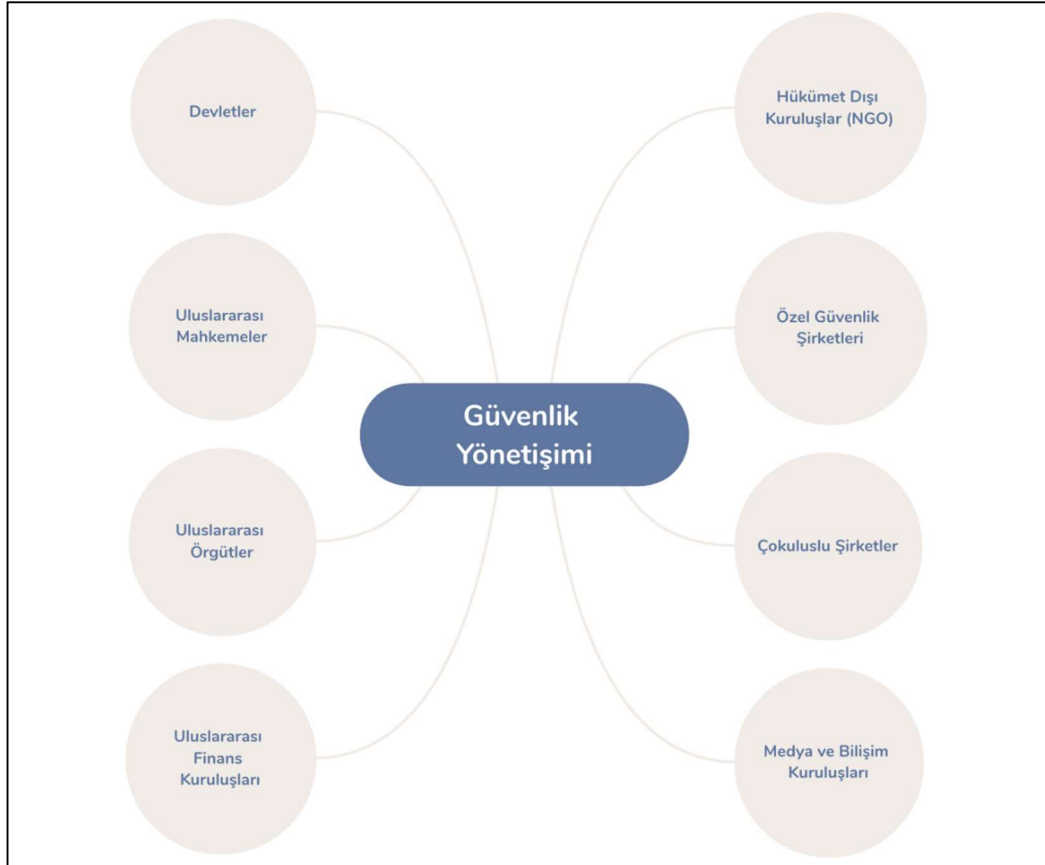 Devletler
Uluslararası
Mahkemeler
Uluslararası
Örgütler
Uluslararası
Finans
Kuruluşları
Güvenlik
Yönetişimi
Hükümet Dışı
Kuruluşlar (NGO)
Özel Güvenlik
Şirketleri
Çokuluslu Şirketler
Medya ve Bilişim
Kuruluşları